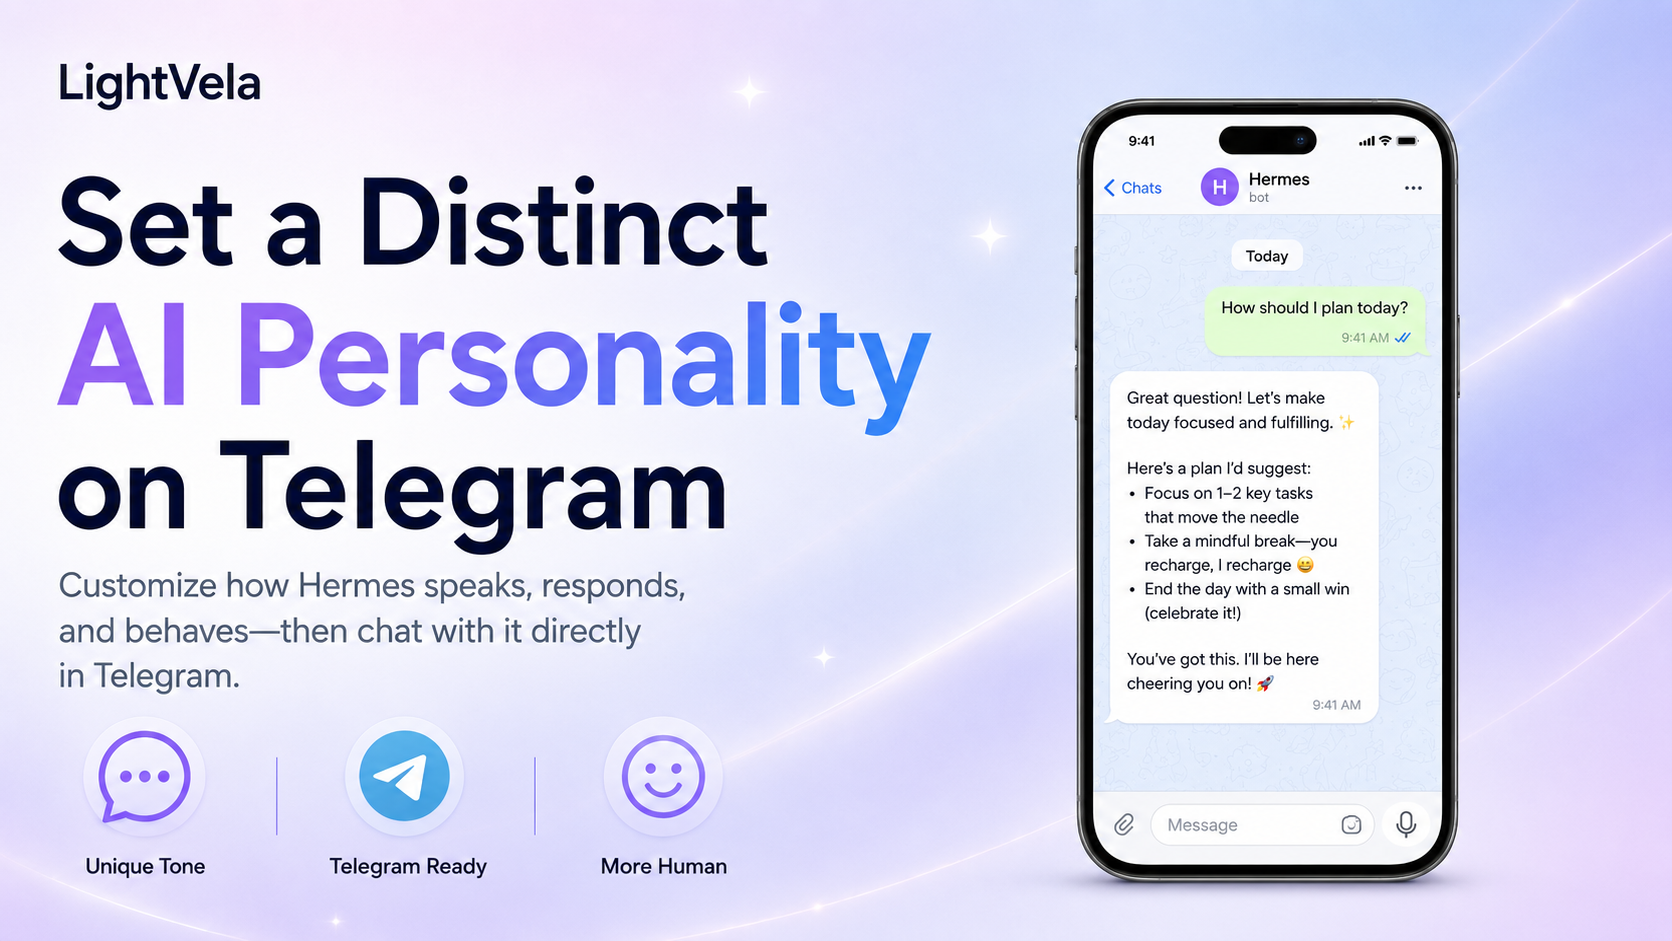 LightVela
Set a Distinct
AI Personality
on Telegram
Customize how Hermes speaks, responds,
and behaves—then chat with it directly
in Telegram.
Unique Tone
Telegram Ready
More Human
9:41
Chats
H
Hermes
bot
Today
How should I plan today?
9:41 AM
Great question! Let's make
today focused and fulfilling. ✨
Here's a plan I'd suggest:
• Focus on 1–2 key tasks
that move the needle
• Take a mindful break—you
recharge, I recharge 😄
• End the day with a small win
(celebrate it!)
You've got this. I'll be here
cheering you on! 🚀
9:41 AM
Message